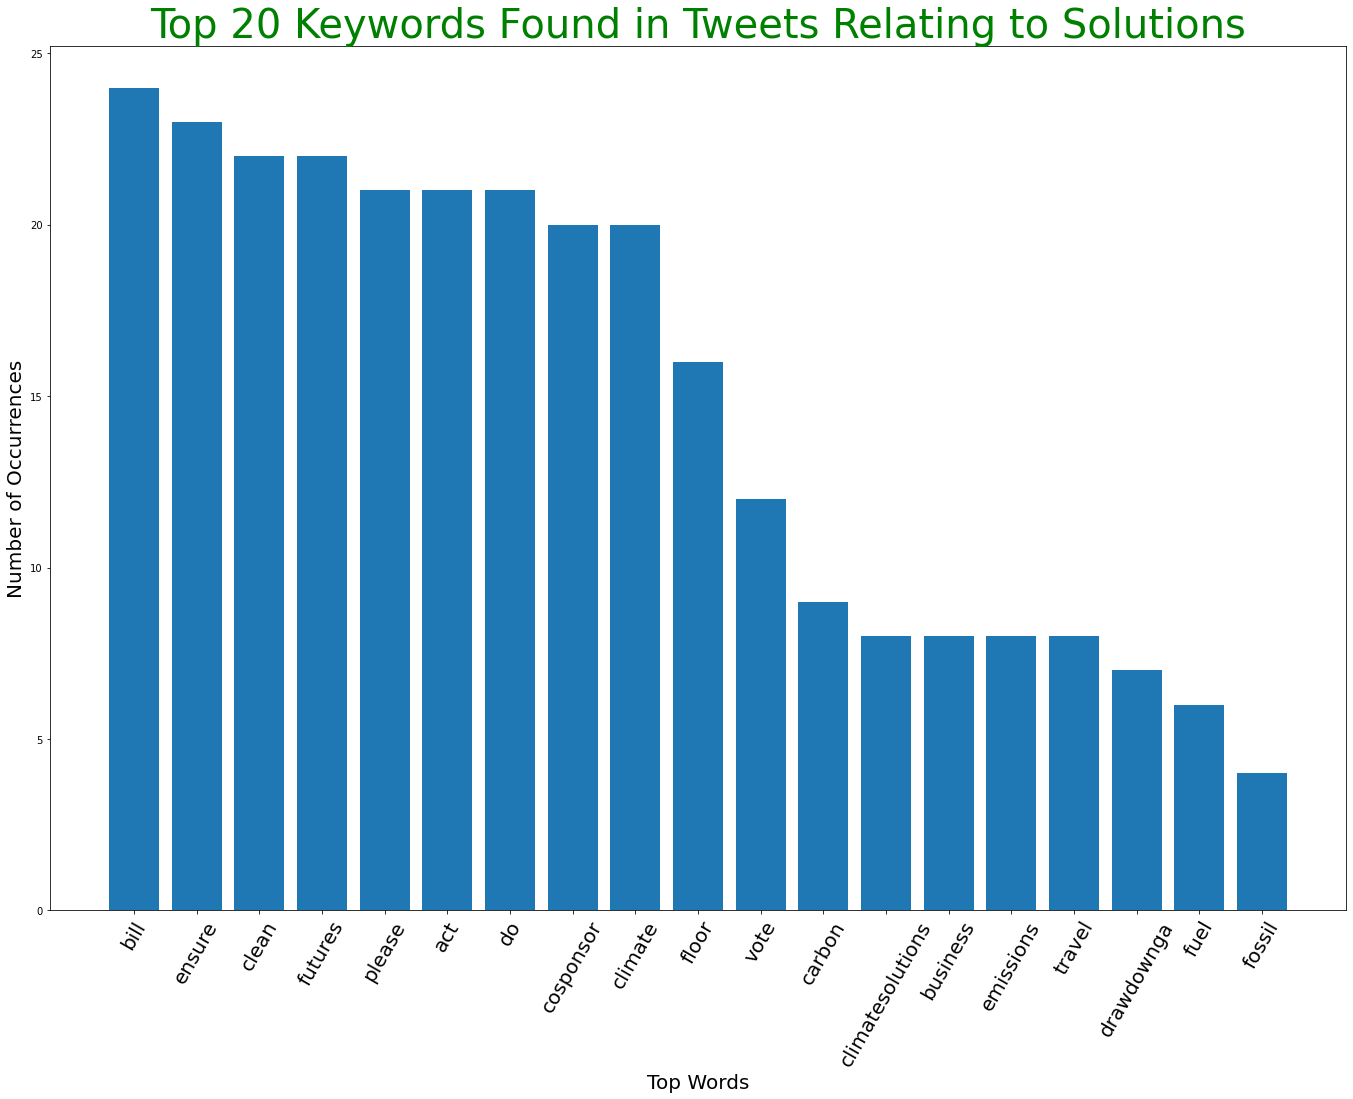 Top 20 Keywords Found in Tweets Relating to Solutions
Number of Occurrences
25
20
15
10
5
0
bill
ensure
clean
futures
please
act
do
cosponsor
climate
floor
vote
carbon
climatesolutions
business
emissions
travel
drawdownga
fuel
fossil
Top Words